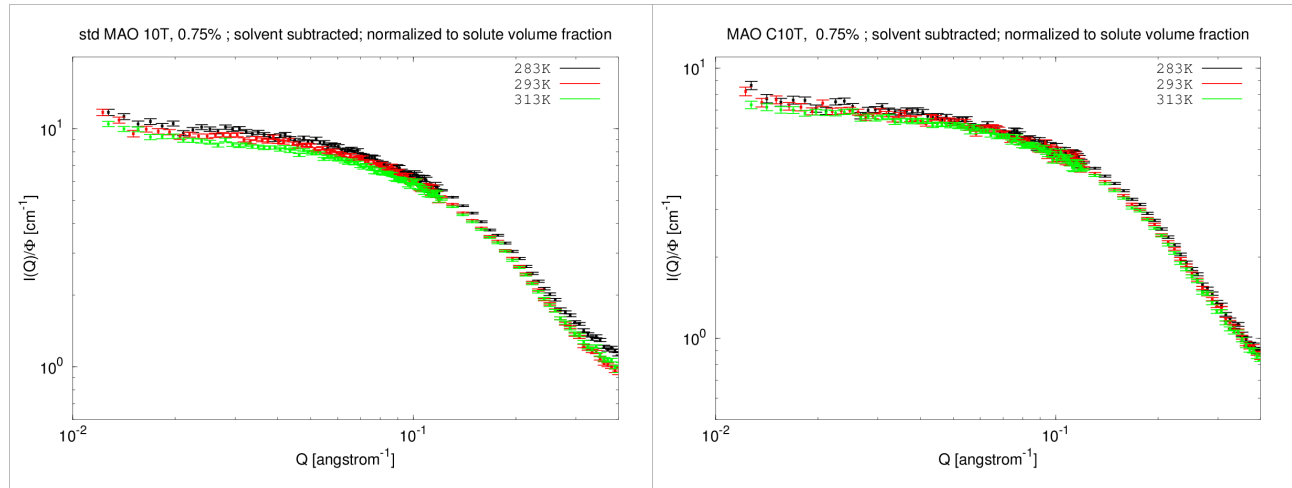 std MAO 10T, 0.75% ; solvent subtracted; normalized to solute volume fraction
283K
293K
313K
10¹
10⁰
I(Q)/Φ [cm⁻¹]
10⁻²
10⁻¹
Q [angstrom⁻¹]
MAO C10T, 0.75% ; solvent subtracted; normalized to solute volume fraction
283K
293K
313K
10¹
10⁰
I(Q)/Φ [cm⁻¹]
10⁻²
10⁻¹
Q [angstrom⁻¹]